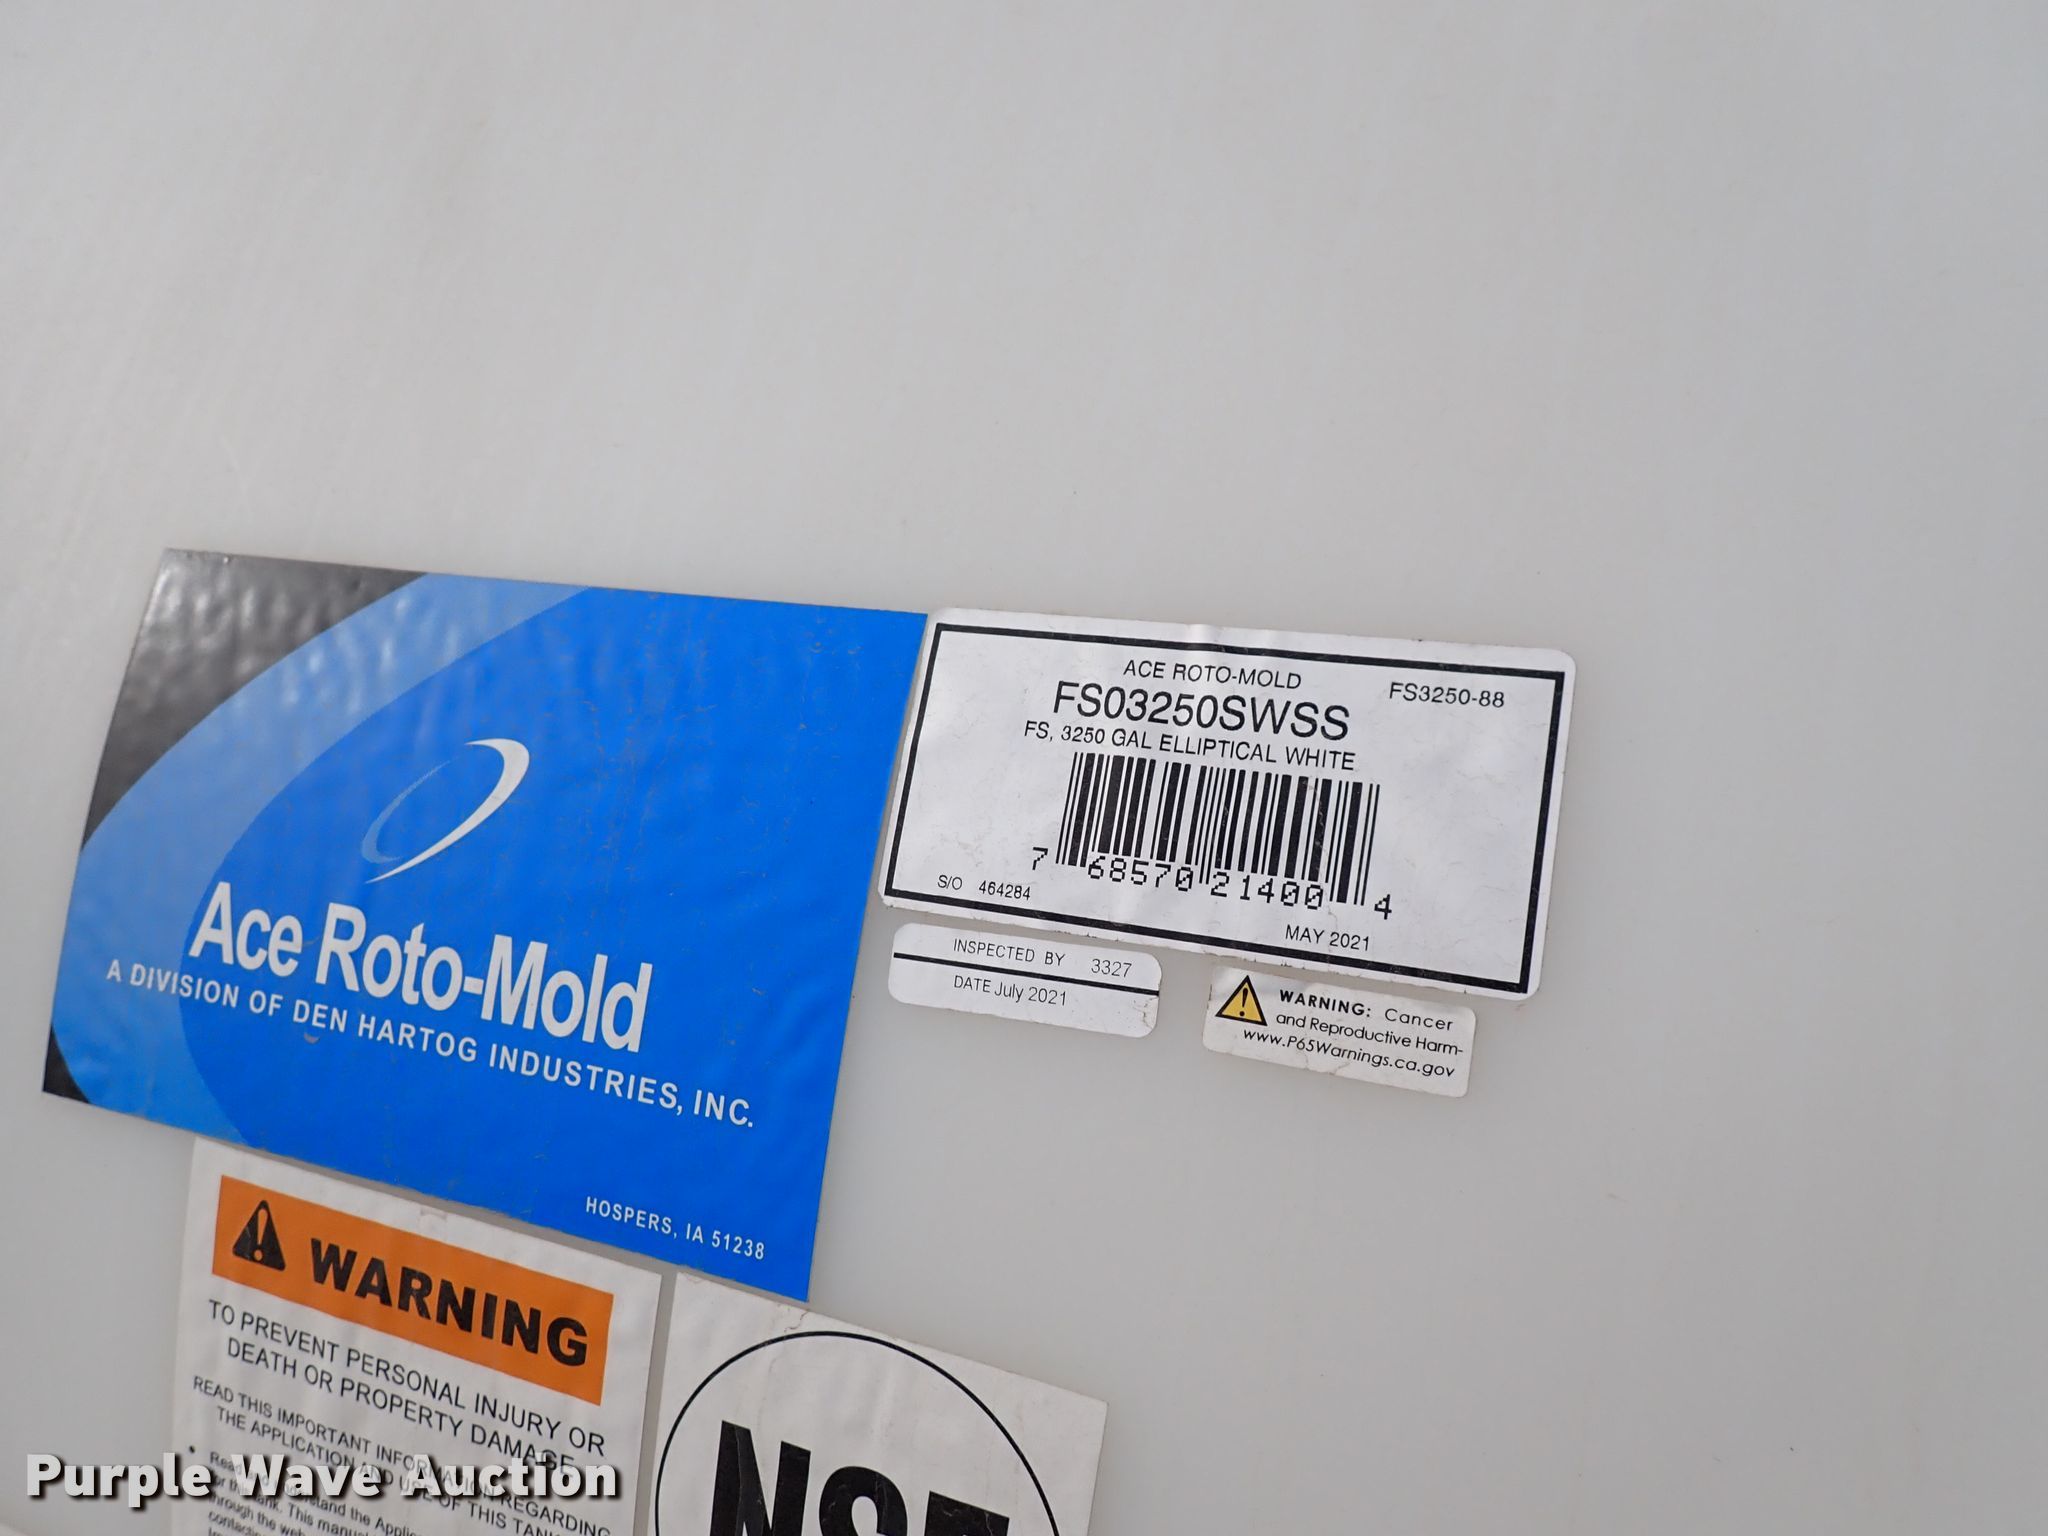 Ace Roto-Mold
A DIVISION OF DEN HARTOG INDUSTRIES, INC.
HOSPERS, IA 51238
ACE ROTO-MOLD
FS3250-88
FS03250SWSS
FS, 3250 GAL ELLIPTICAL WHITE
7 68570 21400 4
S/O 464284
MAY 2021
INSPECTED BY 3327
DATE July 2021
WARNING: Cancer
and Reproductive Harm-
www.P65Warnings.ca.gov
WARNING
TO PREVENT PERSONAL INJURY OR
DEATH OR PROPERTY DAMAGE
READ THIS IMPORTANT INFORMATION REGARDING
THE APPLICATION AND USE OF THIS TANK
NSF
Purple Wave Auction